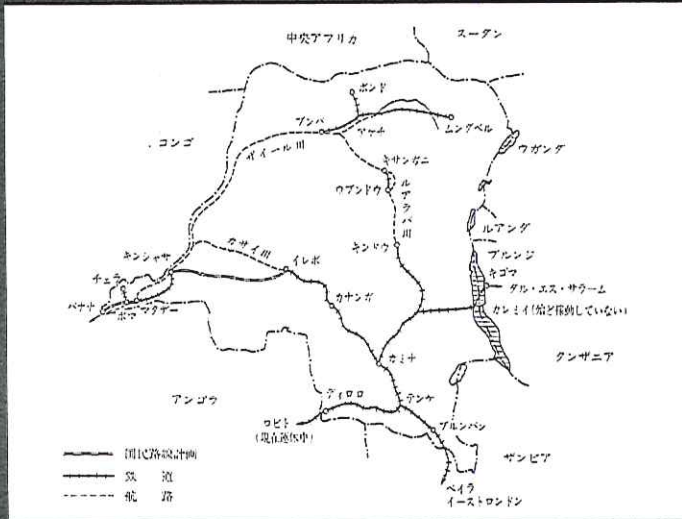 中央アフリカ
スーダン
ボンド
ブンバ
アケチ
ムングベル
コンゴ
ザイール川
キサンガニ
ウガンダ
ウブンドウ
ルアラバ川
ルアンダ
キンシャサ
カサイ川
イレボ
キンドウ
ブルンジ
キゴマ
チェラ
ダル・エス・サラーム
バナナ
ボマ
マタデー
カナンガ
カレミイ(殆ど稼動していない)
カミナ
タンザニア
アンゴラ
ディロロ
テンケ
ロビト
(現在運休中)
ブルンバシ
ザンビア
国民路線計画
鉄 道
航 路
ベイラ
イーストロンドン